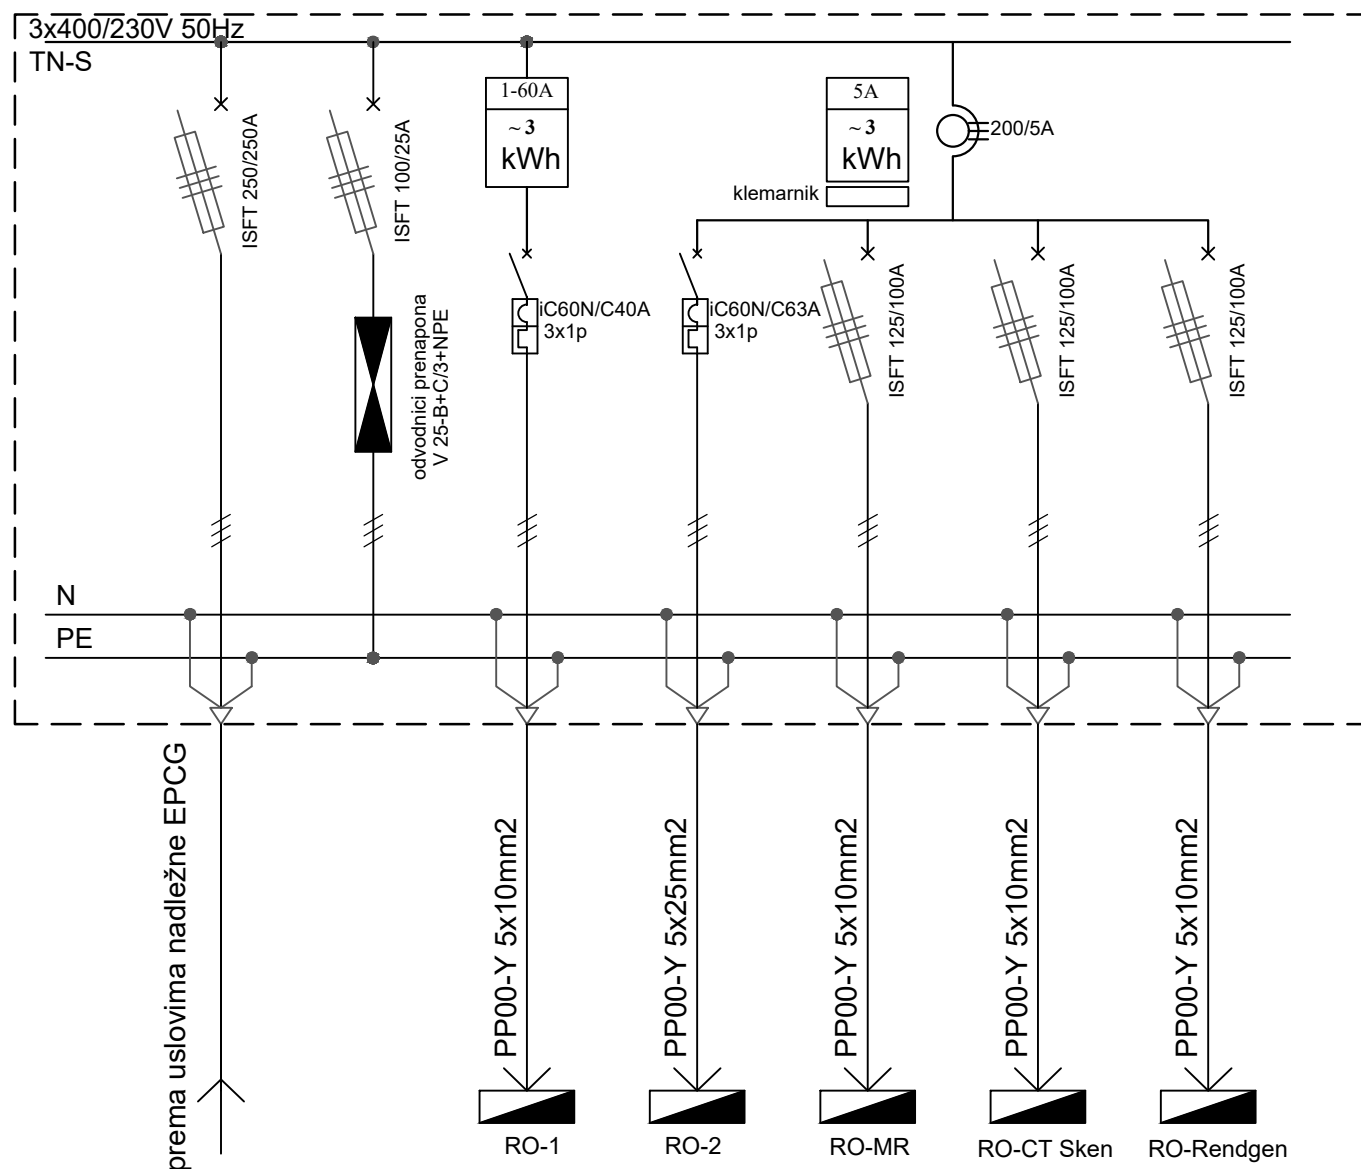 3x400/230V 50Hz
TN-S
ISFT 250/250A
ISFT 100/25A
1-60A
~3
kWh
5A
~3
kWh
klemarnik
200/5A
iC60N/C40A
3x1p
iC60N/C63A
3x1p
ISFT 125/100A
ISFT 125/100A
ISFT 125/100A
odvodnici prenapona
V 25-B+C/3+NPE
N
PE
prema uslovima nadležne EPCG
PP00-Y 5x10mm2
PP00-Y 5x25mm2
PP00-Y 5x10mm2
PP00-Y 5x10mm2
PP00-Y 5x10mm2
RO-1
RO-2
RO-MR
RO-CT Sken
RO-Rendgen